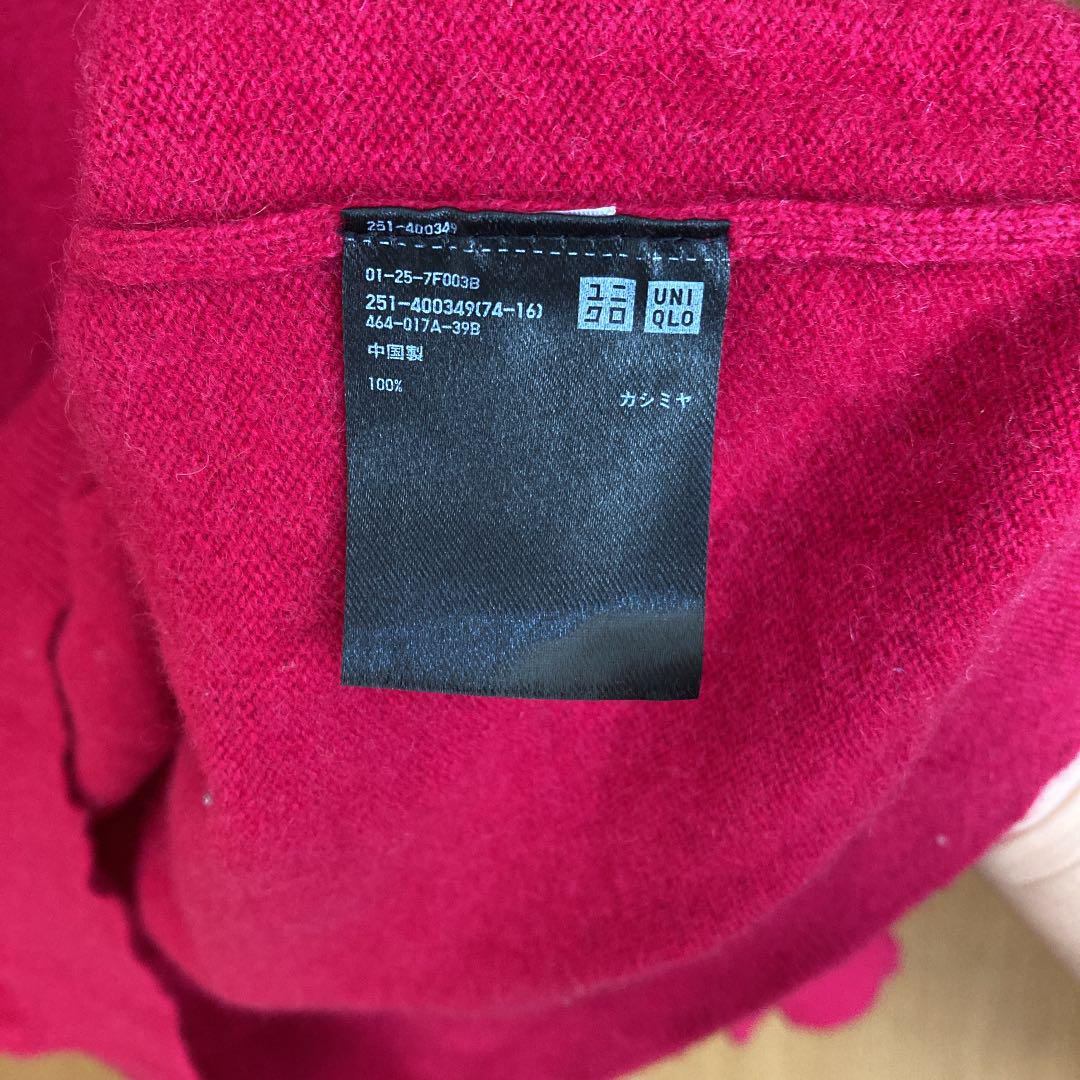 251-400349
01-25-7F003B
251-400349(74-16)
464-017A-39B
ユニ
クロ
UNI
QLO
中国製
100% カシミヤ